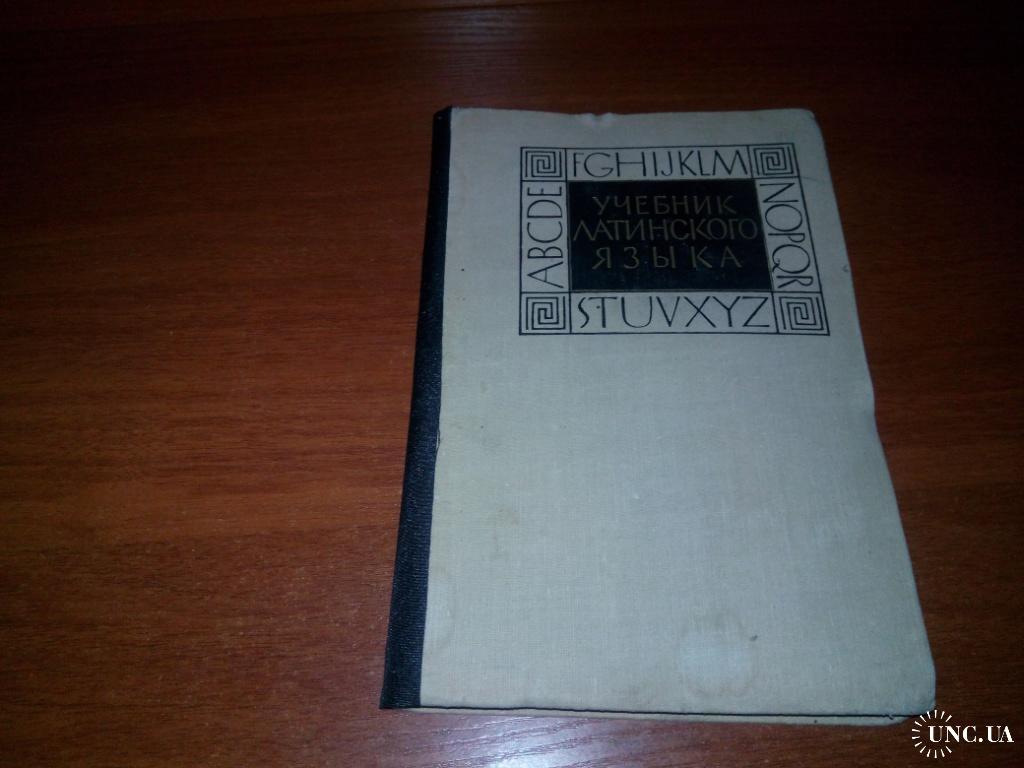 FGHIJKLM
ABCDE
УЧЕБНИК
ЛАТИНСКОГО
ЯЗЫКА
NOPQR
STUVXYZ
UNC.UA